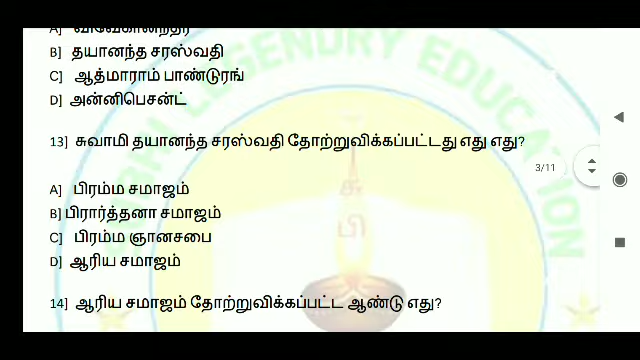 A] விவேகானந்தர்
B] தயானந்த சரஸ்வதி
C] ஆத்மாராம் பாண்டுரங்
D] அன்னிபெசன்ட்
13] சுவாமி தயானந்த சரஸ்வதி தோற்றுவிக்கப்பட்டது எது எது?
3/11
A] பிரம்ம சமாஜம்
B] பிரார்த்தனா சமாஜம்
C] பிரம்ம ஞானசபை
D] ஆரிய சமாஜம்
14] ஆரிய சமாஜம் தோற்றுவிக்கப்பட்ட ஆண்டு எது?